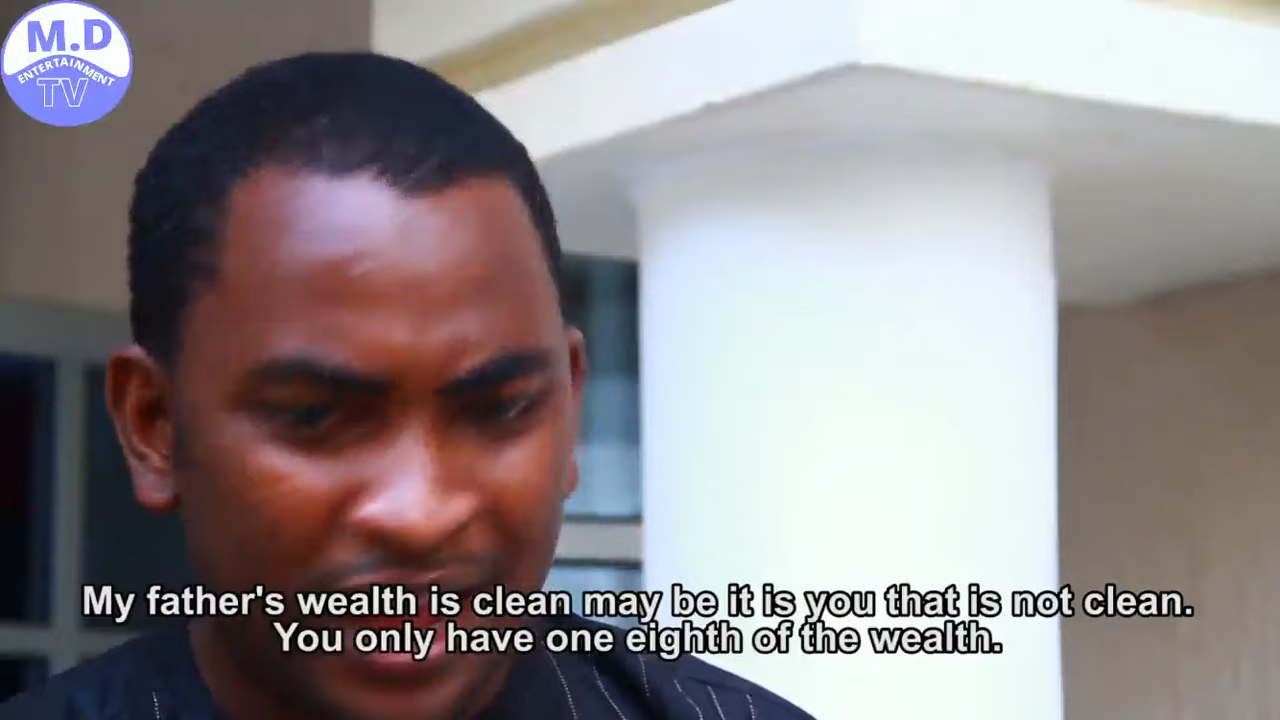 M.D
ENTERTAINMENT
TV
My father's wealth is clean may be it is you that is not clean.
You only have one eighth of the wealth.